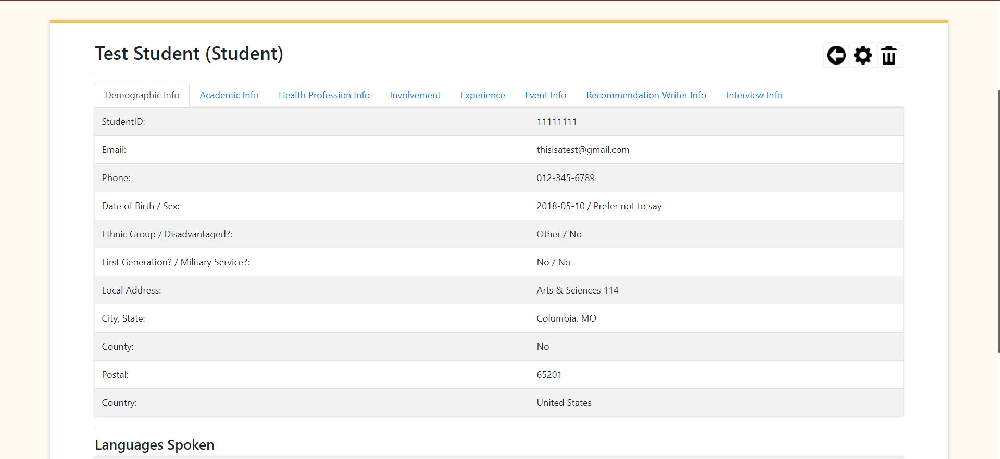 Test Student (Student)
Demographic Info Academic Info Health Profession Info Involvement Experience Event Info Recommendation Writer Info Interview Info
StudentID: 11111111
Email: thisisatest@gmail.com
Phone: 012-345-6789
Date of Birth / Sex: 2018-05-10 / Prefer not to say
Ethnic Group / Disadvantaged?: Other / No
First Generation? / Military Service?: No / No
Local Address: Arts & Sciences 114
City, State: Columbia, MO
County: No
Postal: 65201
Country: United States
Languages Spoken